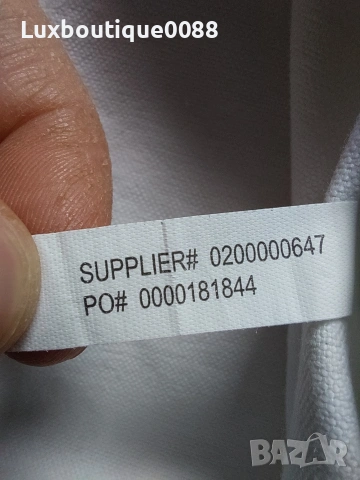 Luxboutique0088
SUPPLIER# 0200000647
PO# 0000181844
BAZAR